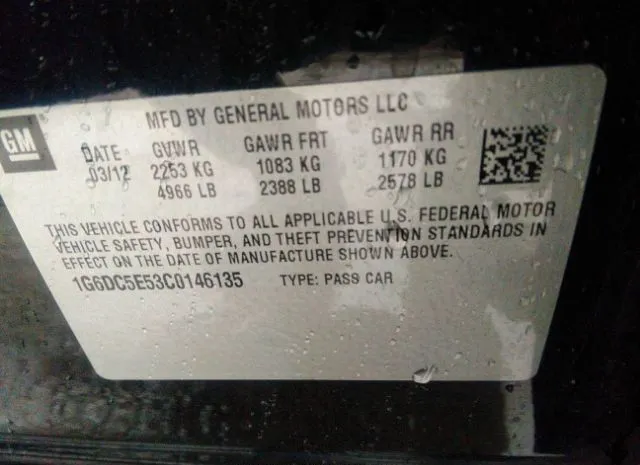 MFD BY GENERAL MOTORS LLC
GM
DATE GVWR GAWR FRT GAWR RR
03/12 2253 KG 1083 KG 1170 KG
4966 LB 2388 LB 2578 LB
THIS VEHICLE CONFORMS TO ALL APPLICABLE U.S. FEDERAL MOTOR
VEHICLE SAFETY, BUMPER, AND THEFT PREVENTION STANDARDS IN
EFFECT ON THE DATE OF MANUFACTURE SHOWN ABOVE.
1G6DC5E53C0146135 TYPE: PASS CAR